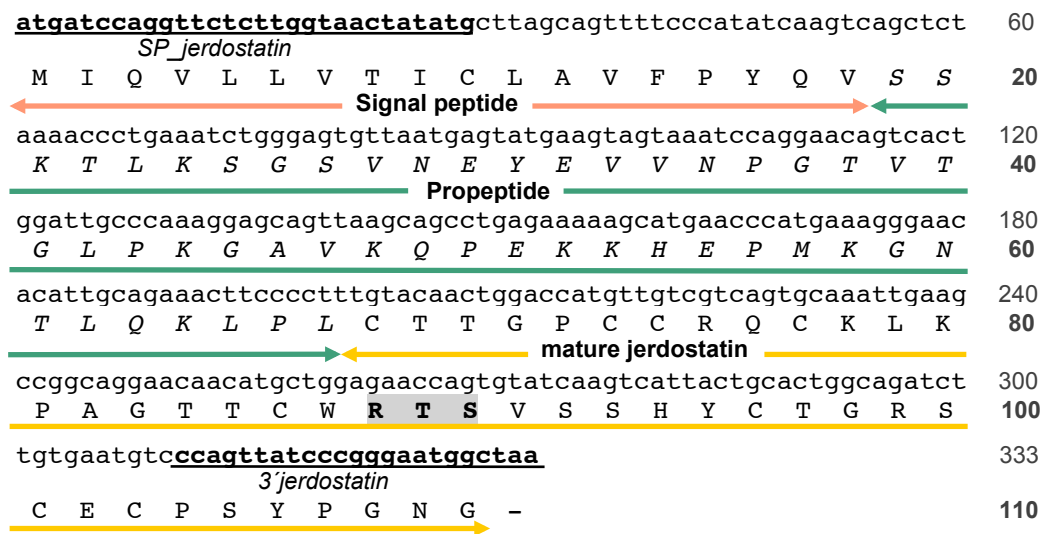 atgatccaggttctcttggtaactatatgcttagcagttttcccatatcaagtcagctct 60
SP_jerdostatin
M I Q V L L V T I C L A V F P Y Q V S S 20
Signal peptide
aaaaccctgaaatctgggagtgttaatgagtatgaagtagtaaatccaggaacagtcact 120
K T L K S G S V N E Y E V V N P G T V T 40
Propeptide
ggattgcccaaaggagcagttaagcagcctgagaaaaagcatgaacccatgaaagggaac 180
G L P K G A V K Q P E K K H E P M K G N 60
acattgcagaaacttcccctttgtacaactggaccatgttgtcgtcagtgcaaattgaag 240
T L Q K L P L C T T G P C C R Q C K L K 80
mature jerdostatin
ccggcaggaacaacatgctggagaaccagtgtatcaagtcattactgcactggcagatct 300
P A G T T C W R T S V S S H Y C T G R S 100
tgtgaatgtcccagttatcccgggaatggctaa 333
3´jerdostatin
C E C P S Y P G N G – 110